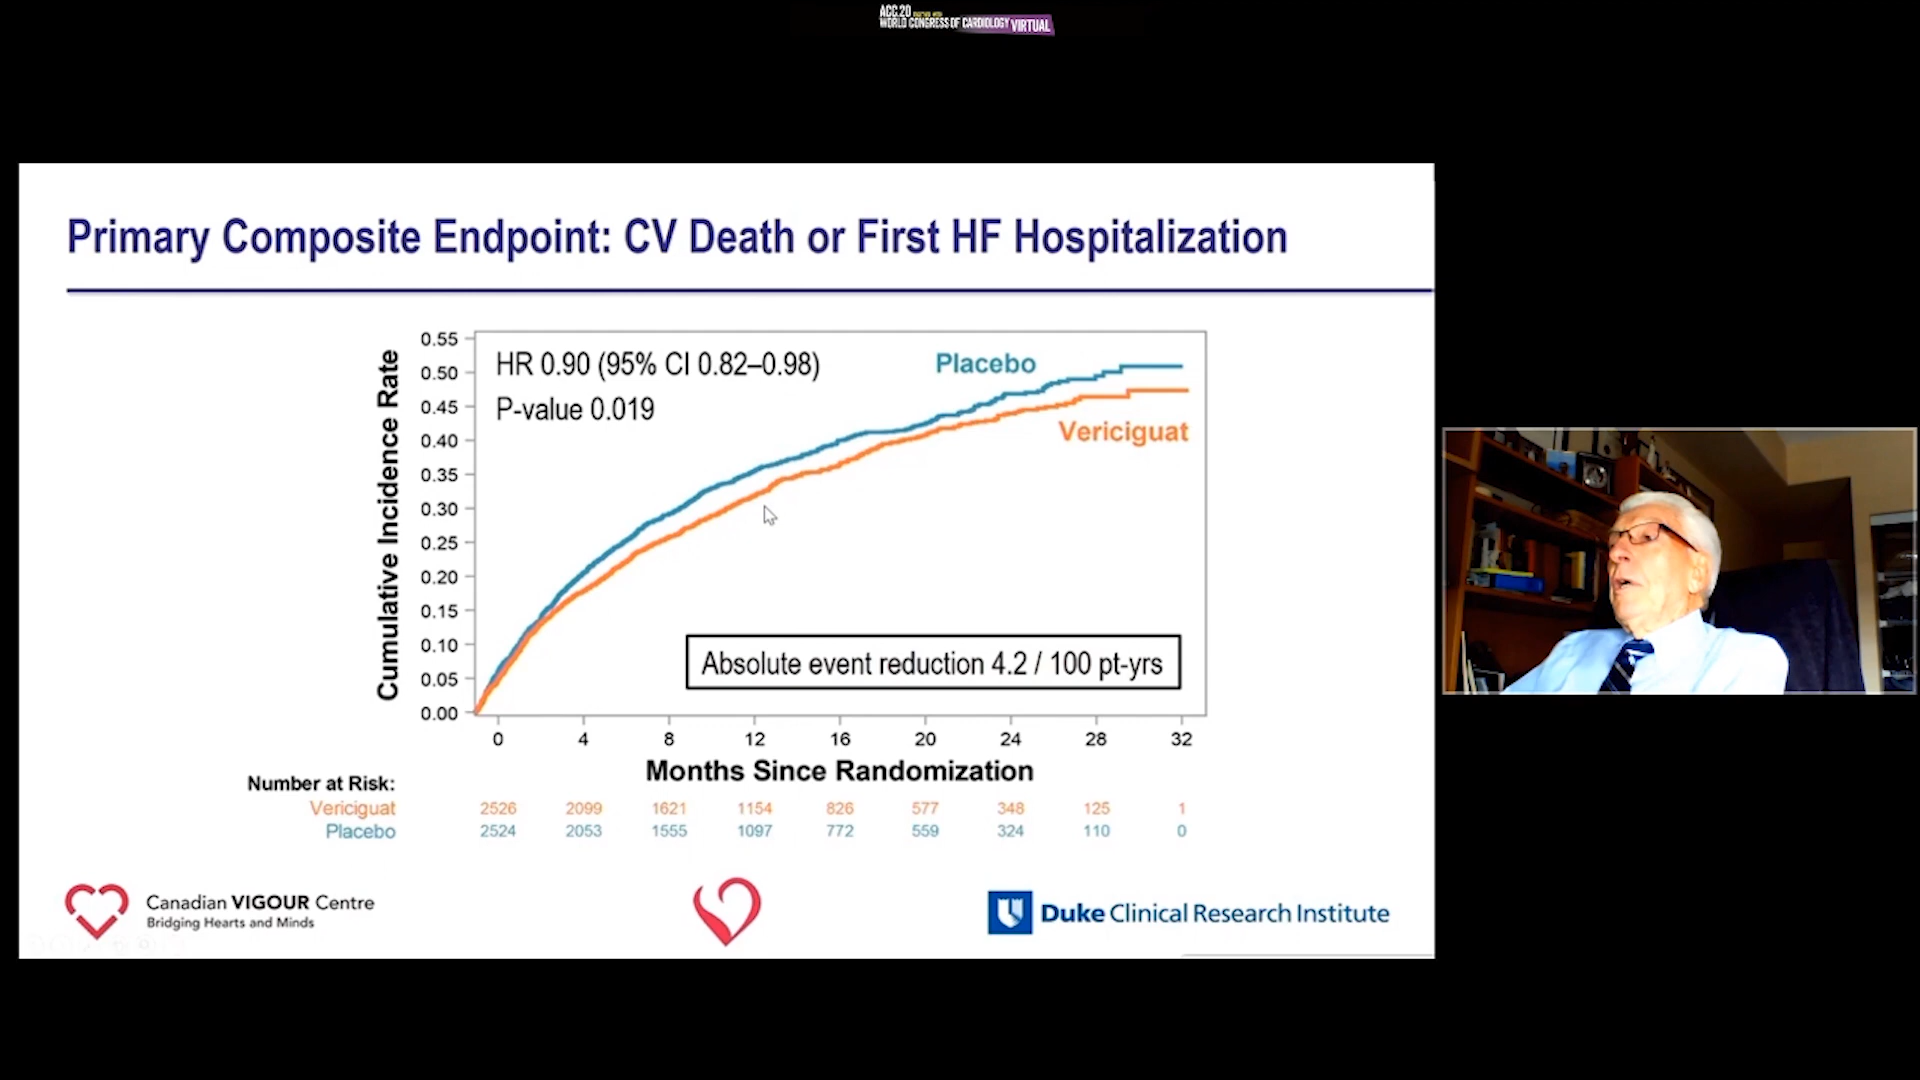 ACC.20
WORLD CONGRESS OF CARDIOLOGY VIRTUAL
Primary Composite Endpoint: CV Death or First HF Hospitalization
Cumulative Incidence Rate
0.55
0.50
0.45
0.40
0.35
0.30
0.25
0.20
0.15
0.10
0.05
0.00
HR 0.90 (95% CI 0.82–0.98)
P-value 0.019
Placebo
Vericiguat
Absolute event reduction 4.2 / 100 pt-yrs
0 4 8 12 16 20 24 28 32
Months Since Randomization
Number at Risk:
Vericiguat 2526 2099 1621 1154 826 577 348 125 1
Placebo 2524 2053 1555 1097 772 559 324 110 0
Canadian VIGOUR Centre
Bridging Hearts and Minds
Duke Clinical Research Institute